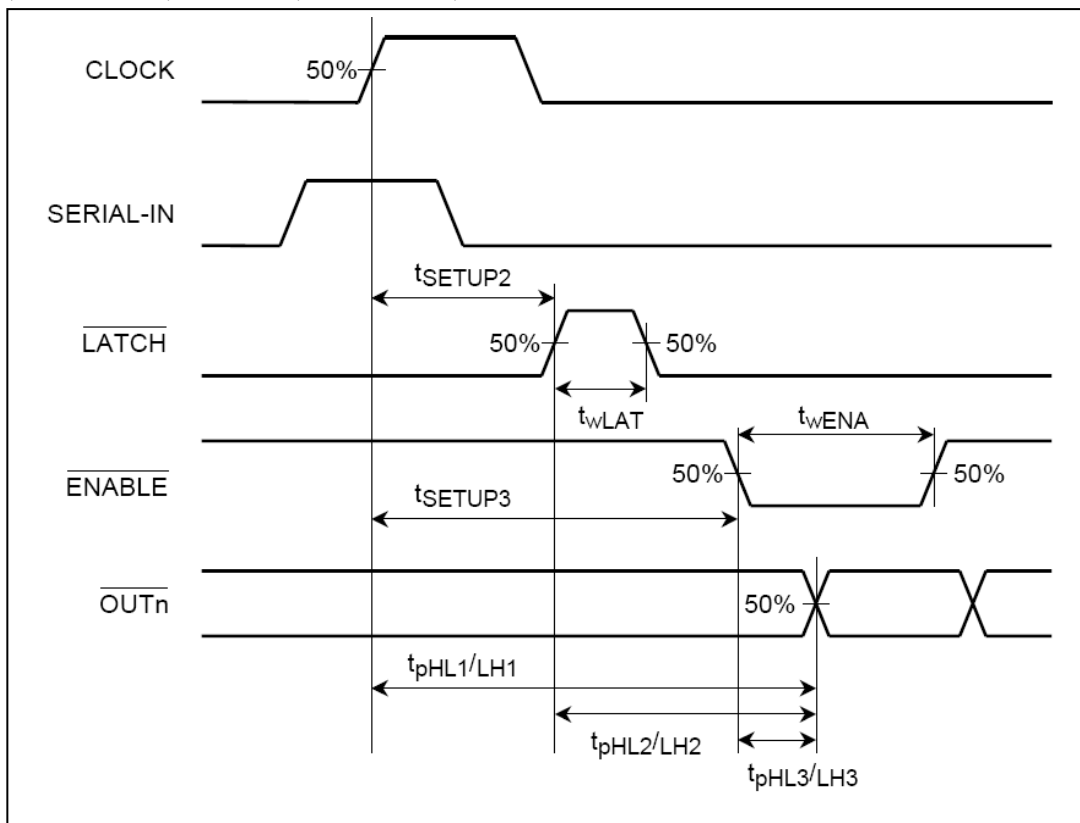 CLOCK
50%
SERIAL-IN
tSETUP2
LATCH
50%
50%
twLAT
twENA
ENABLE
50%
50%
tSETUP3
OUTn
50%
tpHL1/LH1
tpHL2/LH2
tpHL3/LH3